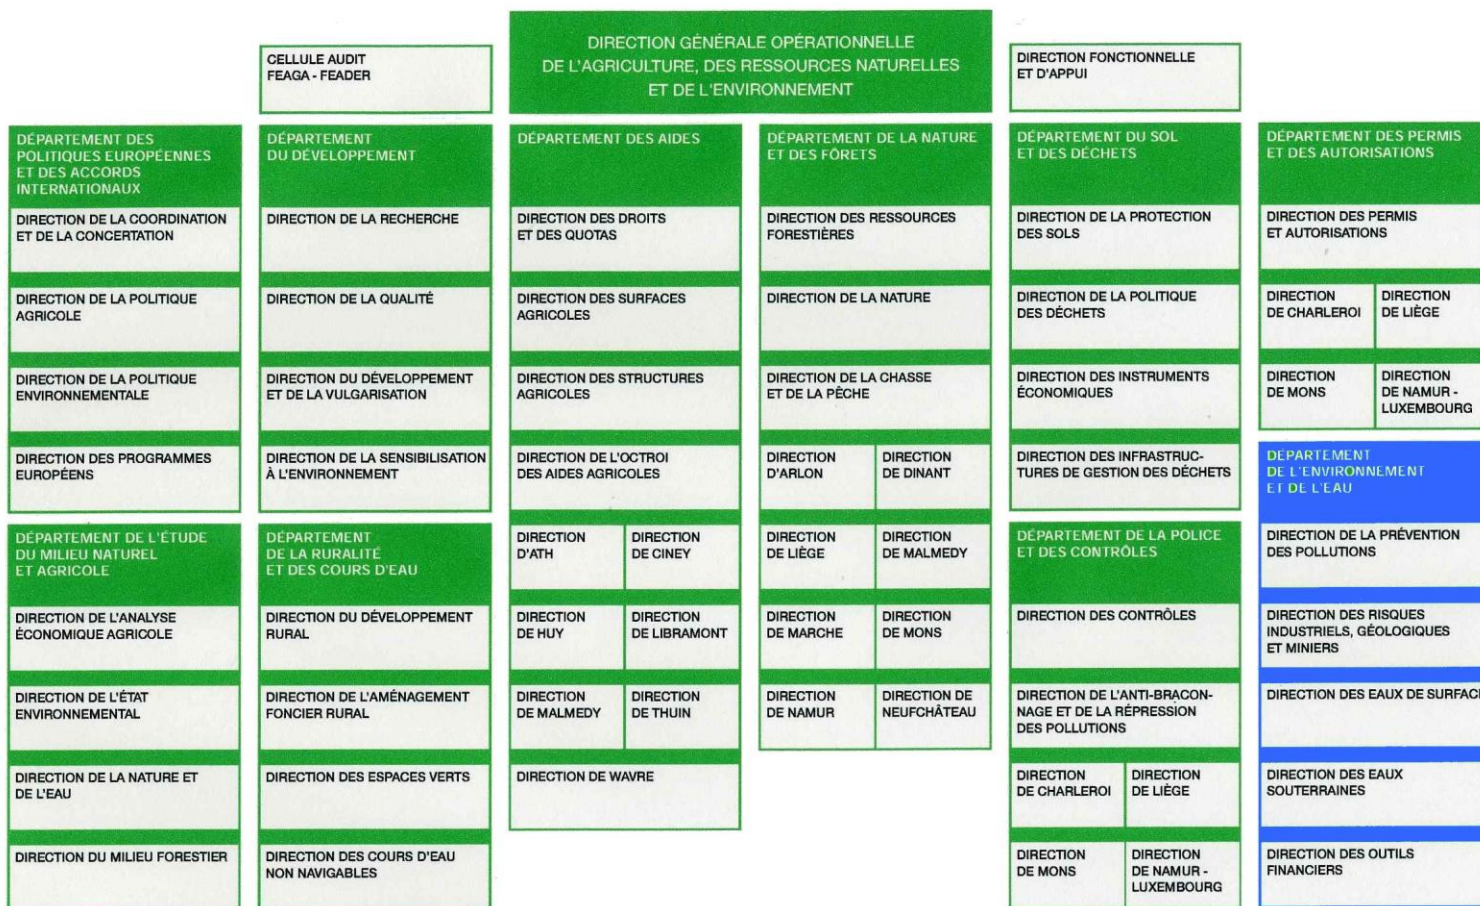 CELLULE AUDIT
FEAGA - FEADER
DIRECTION GÉNÉRALE OPÉRATIONNELLE
DE L'AGRICULTURE, DES RESSOURCES NATURELLES
ET DE L'ENVIRONNEMENT
DIRECTION FONCTIONNELLE
ET D'APPUI
DÉPARTEMENT DES
POLITIQUES EUROPÉENNES
ET DES ACCORDS
INTERNATIONAUX
DIRECTION DE LA COORDINATION
ET DE LA CONCERTATION
DIRECTION DE LA POLITIQUE
AGRICOLE
DIRECTION DE LA POLITIQUE
ENVIRONNEMENTALE
DIRECTION DES PROGRAMMES
EUROPÉENS
DÉPARTEMENT DE L'ÉTUDE
DU MILIEU NATUREL
ET AGRICOLE
DIRECTION DE L'ANALYSE
ÉCONOMIQUE AGRICOLE
DIRECTION DE L'ÉTAT
ENVIRONNEMENTAL
DIRECTION DE LA NATURE ET
DE L'EAU
DIRECTION DU MILIEU FORESTIER
DÉPARTEMENT
DU DÉVELOPPEMENT
DIRECTION DE LA RECHERCHE
DIRECTION DE LA QUALITÉ
DIRECTION DU DÉVELOPPEMENT
ET DE LA VULGARISATION
DIRECTION DE LA SENSIBILISATION
À L'ENVIRONNEMENT
DÉPARTEMENT
DE LA RURALITÉ
ET DES COURS D'EAU
DIRECTION DU DÉVELOPPEMENT
RURAL
DIRECTION DE L'AMÉNAGEMENT
FONCIER RURAL
DIRECTION DES ESPACES VERTS
DIRECTION DES COURS D'EAU
NON NAVIGABLES
DÉPARTEMENT DES AIDES
DIRECTION DES DROITS
ET DES QUOTAS
DIRECTION DES SURFACES
AGRICOLES
DIRECTION DES STRUCTURES
AGRICOLES
DIRECTION DE L'OCTROI
DES AIDES AGRICOLES
DIRECTION
D'ATH
DIRECTION
DE CINEY
DIRECTION
DE HUY
DIRECTION
DE LIBRAMONT
DIRECTION
DE MALMEDY
DIRECTION
DE THUIN
DIRECTION DE WAVRE
DÉPARTEMENT DE LA NATURE
ET DES FÔRETS
DIRECTION DES RESSOURCES
FORESTIÈRES
DIRECTION DE LA NATURE
DIRECTION DE LA CHASSE
ET DE LA PÊCHE
DIRECTION
D'ARLON
DIRECTION
DE DINANT
DIRECTION
DE LIÈGE
DIRECTION
DE MALMEDY
DIRECTION
DE MARCHE
DIRECTION
DE MONS
DIRECTION
DE NAMUR
DIRECTION DE
NEUFCHÂTEAU
DÉPARTEMENT DU SOL
ET DES DÉCHETS
DIRECTION DE LA PROTECTION
DES SOLS
DIRECTION DE LA POLITIQUE
DES DÉCHETS
DIRECTION DES INSTRUMENTS
ÉCONOMIQUES
DIRECTION DES INFRASTRUC-
TURES DE GESTION DES DÉCHETS
DÉPARTEMENT DE LA POLICE
ET DES CONTRÔLES
DIRECTION DES CONTRÔLES
DIRECTION DE L'ANTI-BRACON-
NAGE ET DE LA RÉPRESSION
DES POLLUTIONS
DIRECTION
DE CHARLEROI
DIRECTION
DE LIÈGE
DIRECTION
DE MONS
DIRECTION
DE NAMUR -
LUXEMBOURG
DÉPARTEMENT DES PERMIS
ET DES AUTORISATIONS
DIRECTION DES PERMIS
ET AUTORISATIONS
DIRECTION
DE CHARLEROI
DIRECTION
DE LIÈGE
DIRECTION
DE MONS
DIRECTION
DE NAMUR -
LUXEMBOURG
DÉPARTEMENT
DE L'ENVIRONNEMENT
ET DE L'EAU
DIRECTION DE LA PRÉVENTION
DES POLLUTIONS
DIRECTION DES RISQUES
INDUSTRIELS, GÉOLOGIQUES
ET MINIERS
DIRECTION DES EAUX DE SURFACE
DIRECTION DES EAUX
SOUTERRAINES
DIRECTION DES OUTILS
FINANCIERS